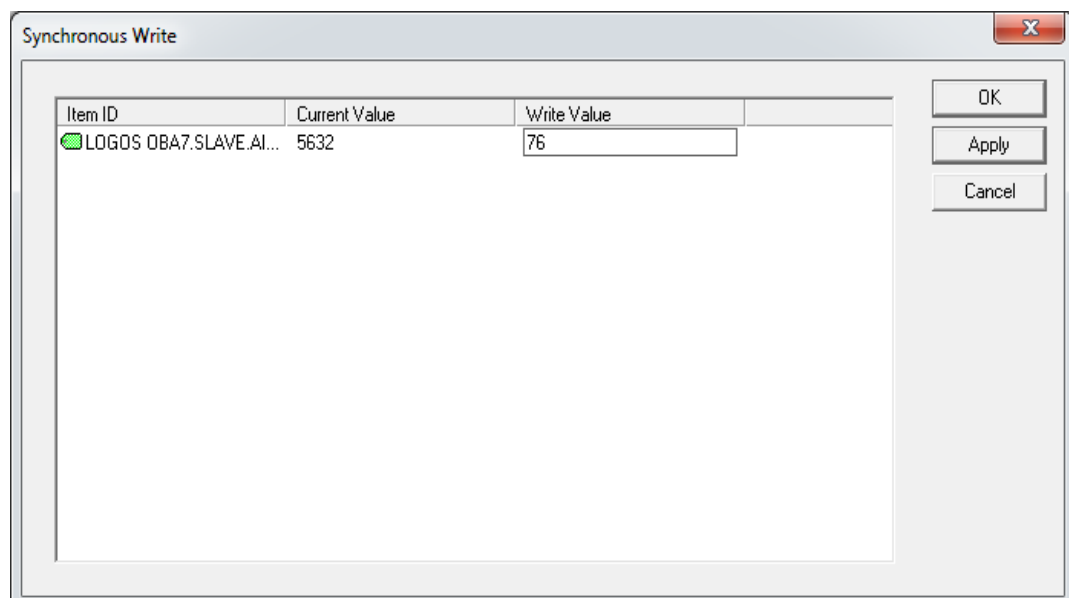 Synchronous Write
Item ID Current Value Write Value
LOGOS OBA7.SLAVE.AI... 5632 76
OK
Apply
Cancel